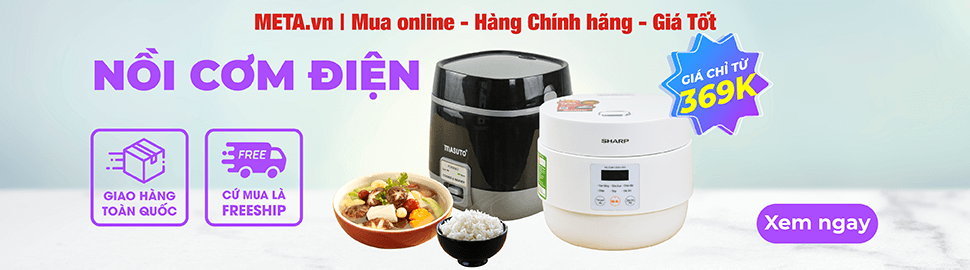 META.vn | Mua online - Hàng Chính hãng - Giá Tốt
NỒI CƠM ĐIỆN
GIÁ CHỈ TỪ
369K
GIAO HÀNG
TOÀN QUỐC
FREE
CỨ MUA LÀ
FREESHIP
MASUTO
SHARP
Xem ngay